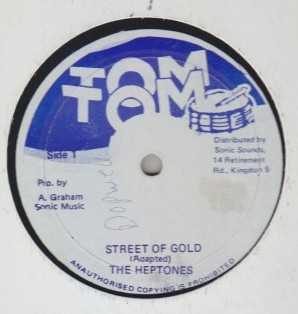 TOM
TOM
Side 1
Distributed by
Sonic Sounds,
14 Retirement
Rd., Kingston 5
Pro. by
A. Graham
Sonic Music
STREET OF GOLD
(Adapted)
THE HEPTONES
ANAUTHORISED COPYING IS PROHIBITED